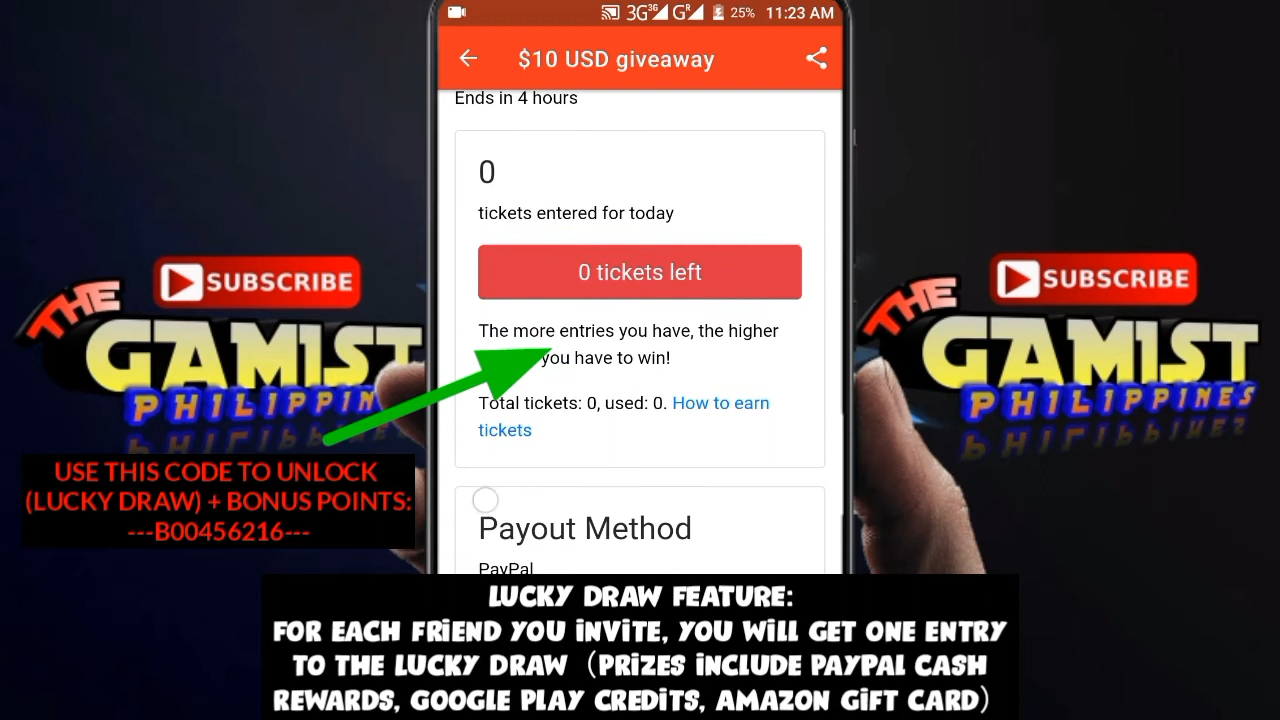 3G 3G G R 25% 11:23 AM
$10 USD giveaway
Ends in 4 hours
0
tickets entered for today
0 tickets left
The more entries you have, the higher
you have to win!
Total tickets: 0, used: 0. How to earn
tickets
Payout Method
PayPal
SUBSCRIBE
THE
GAMIST
PHILIPPIN
SUBSCRIBE
THE
GAMIST
PHILIPPINES
USE THIS CODE TO UNLOCK
(LUCKY DRAW) + BONUS POINTS:
---B00456216---
LUCKY DRAW FEATURE:
FOR EACH FRIEND YOU INVITE, YOU WILL GET ONE ENTRY
TO THE LUCKY DRAW (PRIZES INCLUDE PAYPAL CASH
REWARDS, GOOGLE PLAY CREDITS, AMAZON GIFT CARD)